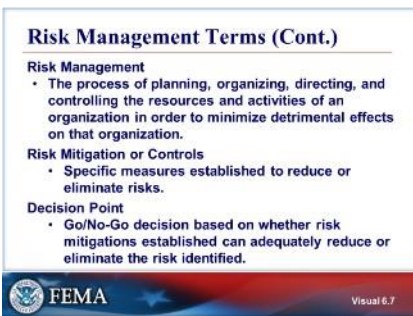 Risk Management Terms (Cont.)
Risk Management
• The process of planning, organizing, directing, and
controlling the resources and activities of an
organization in order to minimize detrimental effects
on that organization.
Risk Mitigation or Controls
• Specific measures established to reduce or
eliminate risks.
Decision Point
• Go/No-Go decision based on whether risk
mitigations established can adequately reduce or
eliminate the risk identified.
FEMA
Visual 6.7